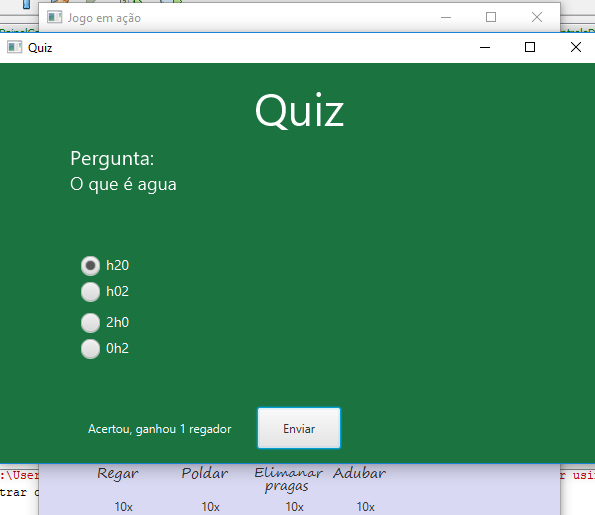 Jogo em ação
Quiz
Quiz
Pergunta:
O que é agua
h20
h02
2h0
0h2
Acertou, ganhou 1 regador
Enviar
Regar Poldar Elimanar pragas Adubar
10x 10x 10x 10x